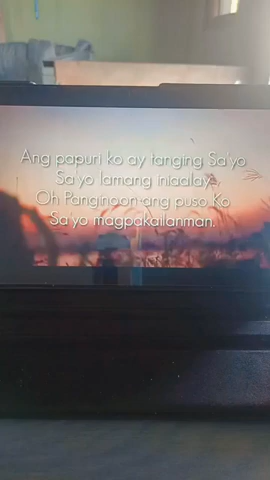 Ang papuri ko ay tanging Sa'yo
Sa'yo lamang iniaalay
Oh Panginoon ang puso Ko
Sa'yo magpakailanman.